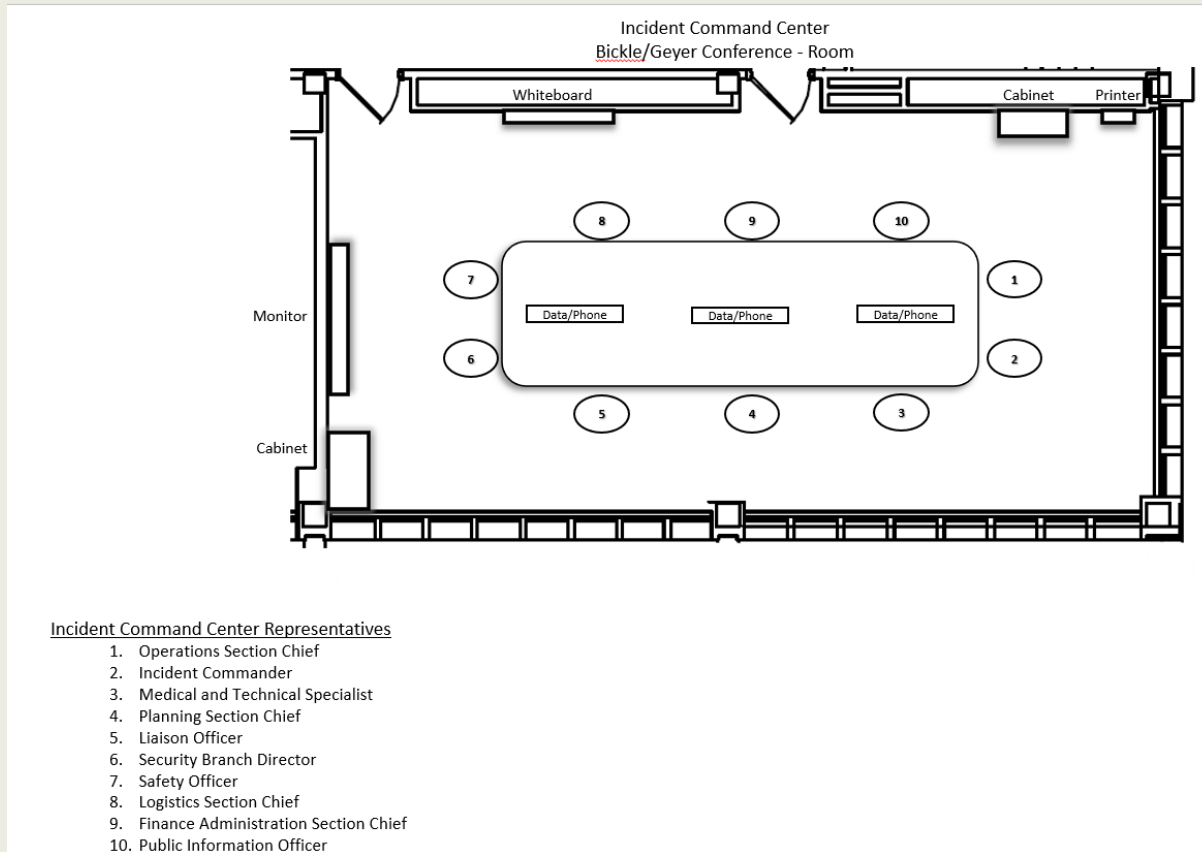 Incident Command Center
Bickle/Geyer Conference - Room
Whiteboard
Cabinet
Printer
8
9
10
7
1
Data/Phone
Data/Phone
Data/Phone
Monitor
6
2
5
4
3
Cabinet
Incident Command Center Representatives
1. Operations Section Chief
2. Incident Commander
3. Medical and Technical Specialist
4. Planning Section Chief
5. Liaison Officer
6. Security Branch Director
7. Safety Officer
8. Logistics Section Chief
9. Finance Administration Section Chief
10. Public Information Officer